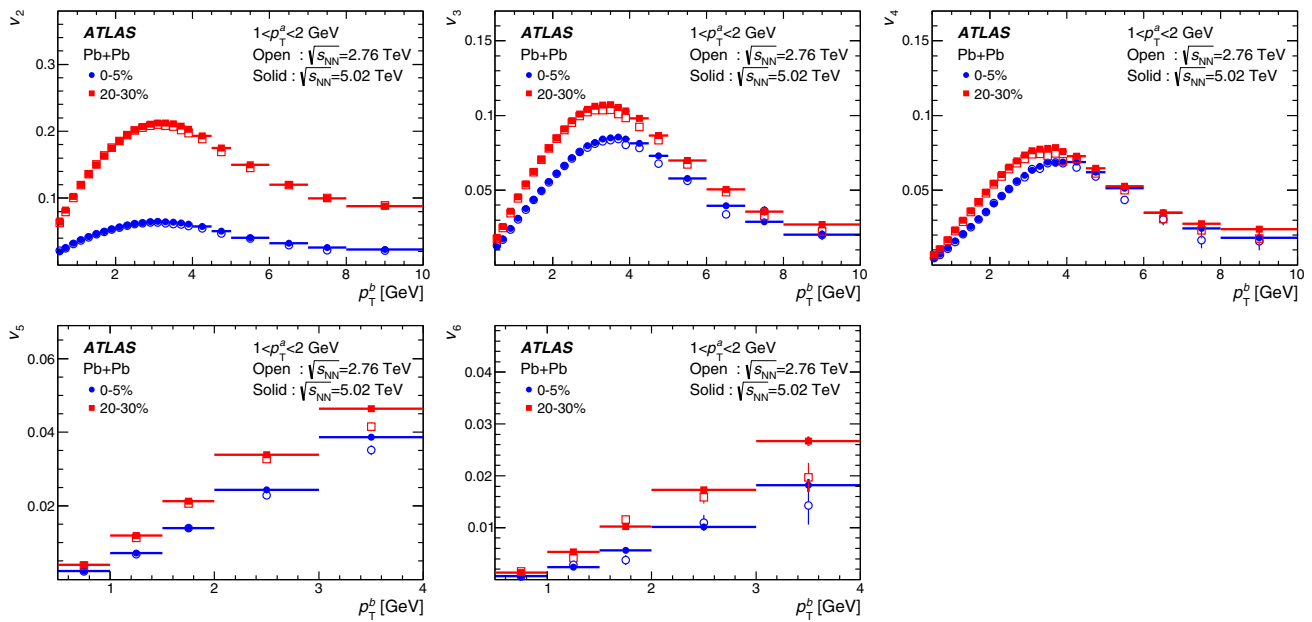 v₂
ATLAS
1<p_T^a<2 GeV
Pb+Pb
Open : √s_NN=2.76 TeV
0-5%
Solid : √s_NN=5.02 TeV
20-30%
0.3
0.2
0.1
2 4 6 8 10
p_T^b [GeV]
v₃
ATLAS
1<p_T^a<2 GeV
Pb+Pb
Open : √s_NN=2.76 TeV
0-5%
Solid : √s_NN=5.02 TeV
20-30%
0.15
0.1
0.05
2 4 6 8 10
p_T^b [GeV]
v₄
ATLAS
1<p_T^a<2 GeV
Pb+Pb
Open : √s_NN=2.76 TeV
0-5%
Solid : √s_NN=5.02 TeV
20-30%
0.15
0.1
0.05
2 4 6 8 10
p_T^b [GeV]
v₅
ATLAS
1<p_T^a<2 GeV
Pb+Pb
Open : √s_NN=2.76 TeV
0-5%
Solid : √s_NN=5.02 TeV
20-30%
0.06
0.04
0.02
1 2 3 4
p_T^b [GeV]
v₆
ATLAS
1<p_T^a<2 GeV
Pb+Pb
Open : √s_NN=2.76 TeV
0-5%
Solid : √s_NN=5.02 TeV
20-30%
0.04
0.03
0.02
0.01
1 2 3 4
p_T^b [GeV]